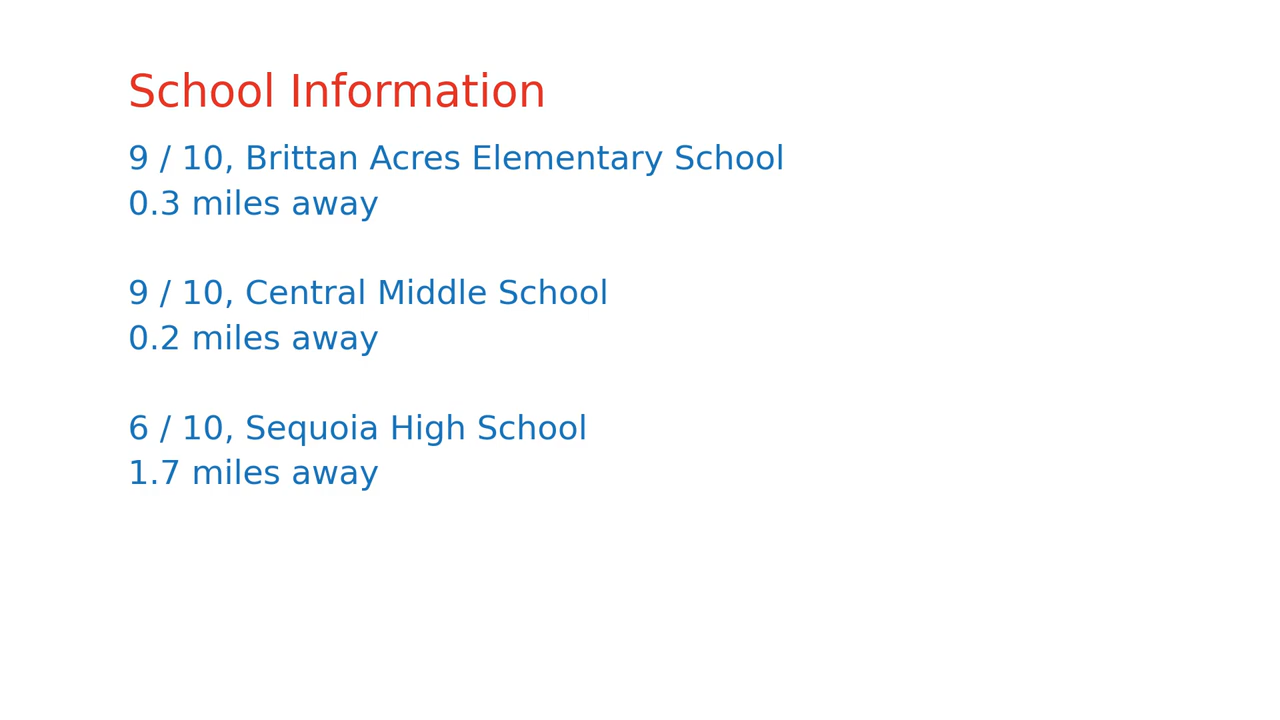 School Information
9 / 10, Brittan Acres Elementary School
0.3 miles away
9 / 10, Central Middle School
0.2 miles away
6 / 10, Sequoia High School
1.7 miles away